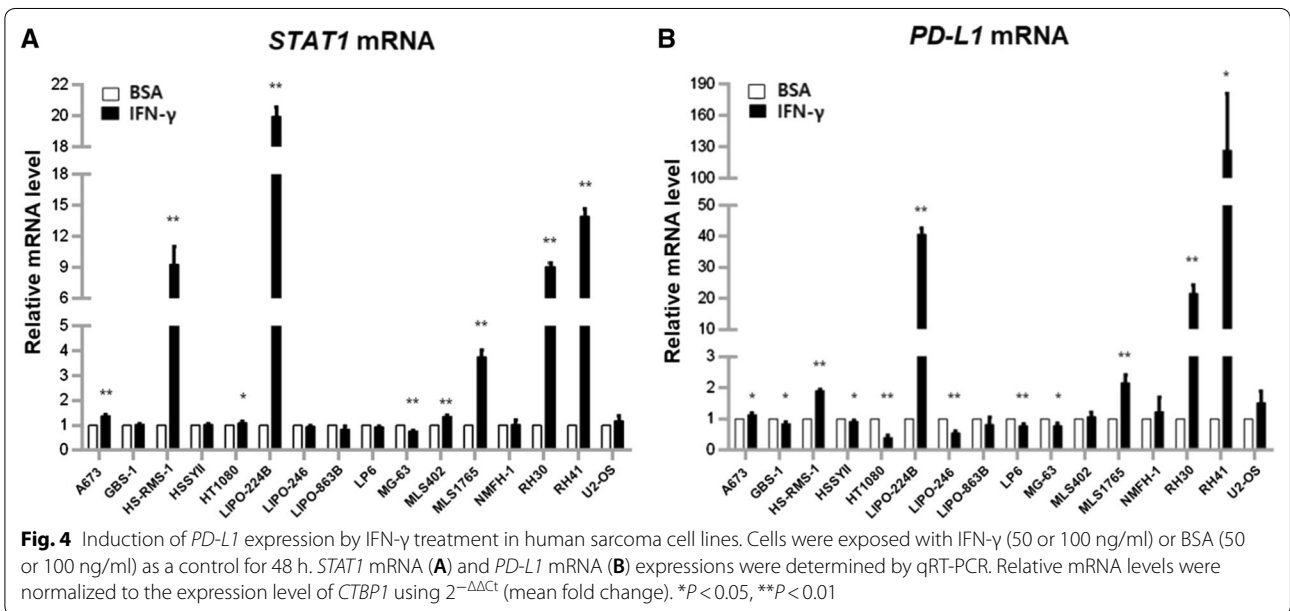 A
STAT1 mRNA
Relative mRNA level
22
20
18
18
15
12
9
6
5
4
3
2
1
0
BSA
IFN-γ
** ** * ** ** ** ** ** **
A673 GBS-1 HS-RMS-1 HSSYII HT1080 LIPO-224B LIPO-246 LIPO-863B LP6 MG-63 MLS402 MLS1765 NMFH-1 RH30 RH41 U2-OS
B
PD-L1 mRNA
Relative mRNA level
190
160
130
100
50
40
30
20
10
3
2
1
0
BSA
IFN-γ
* * ** * ** ** ** ** * ** ** *
A673 GBS-1 HS-RMS-1 HSSYII HT1080 LIPO-224B LIPO-246 LIPO-863B LP6 MG-63 MLS402 MLS1765 NMFH-1 RH30 RH41 U2-OS
Fig. 4 Induction of PD-L1 expression by IFN-γ treatment in human sarcoma cell lines. Cells were exposed with IFN-γ (50 or 100 ng/ml) or BSA (50
or 100 ng/ml) as a control for 48 h. STAT1 mRNA (A) and PD-L1 mRNA (B) expressions were determined by qRT-PCR. Relative mRNA levels were
normalized to the expression level of CTBP1 using 2−ΔΔCt (mean fold change). *P < 0.05, **P < 0.01